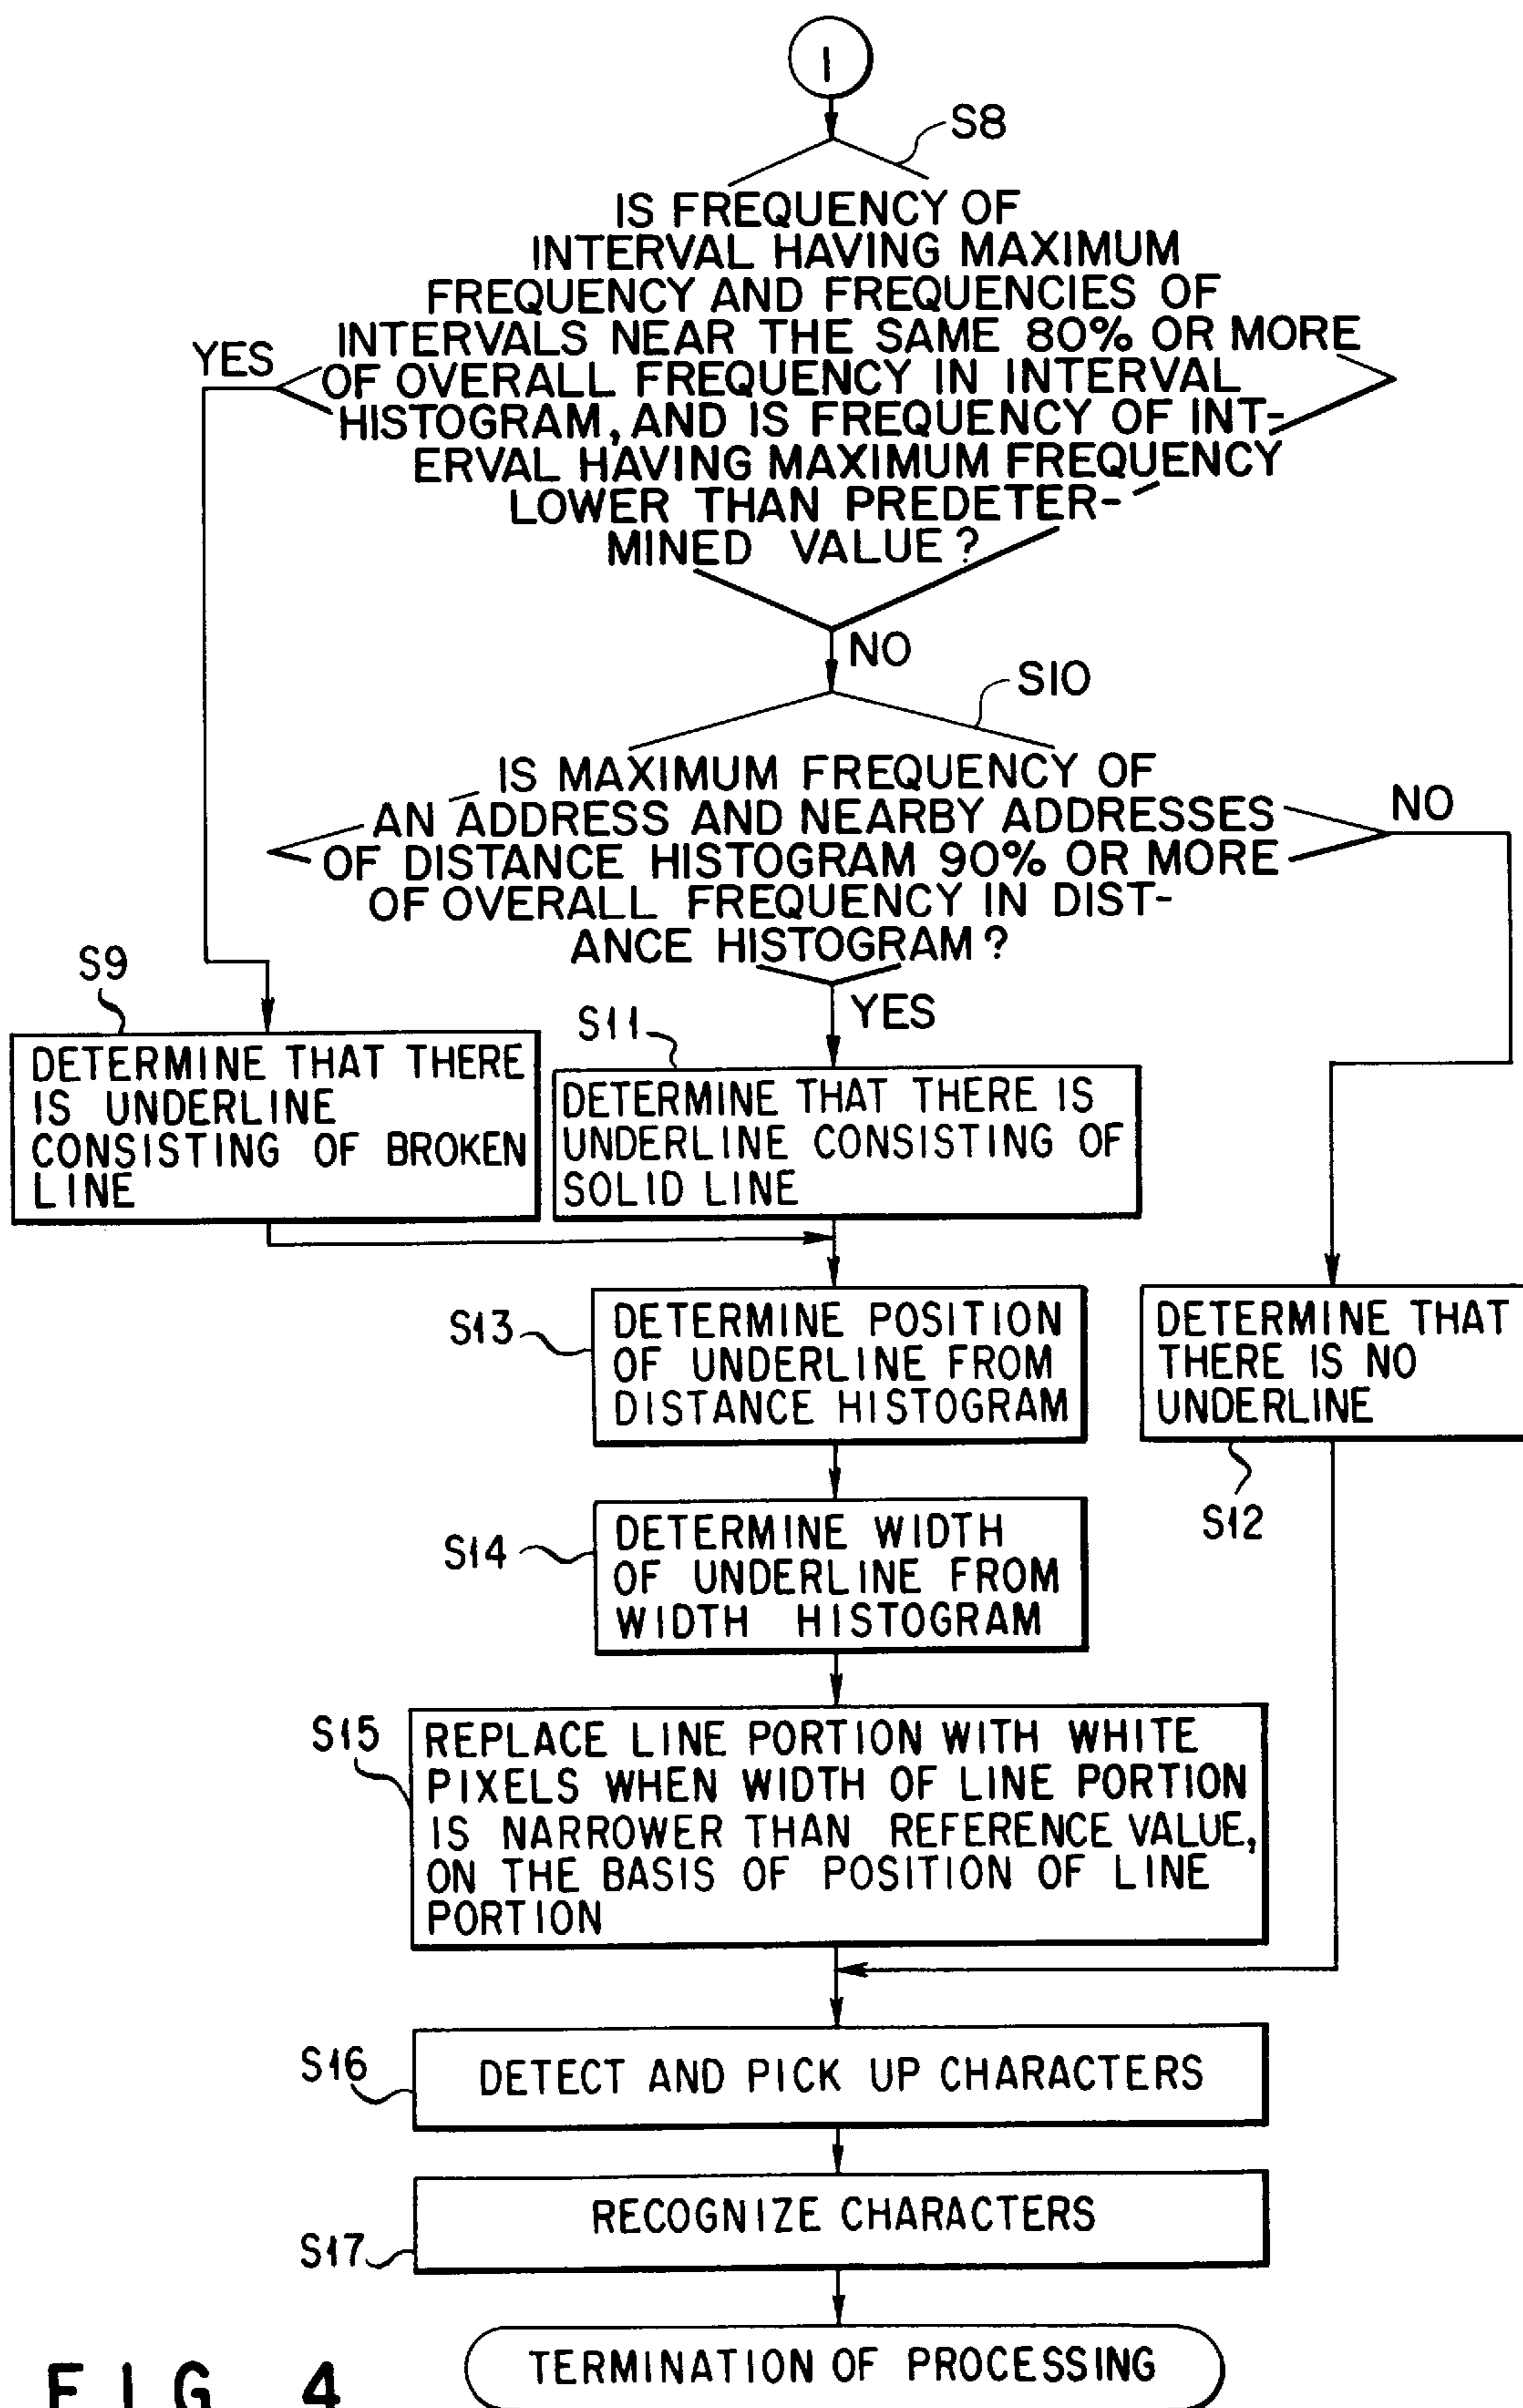 1
S8
IS FREQUENCY OF
INTERVAL HAVING MAXIMUM
FREQUENCY AND FREQUENCIES OF
INTERVALS NEAR THE SAME 80% OR MORE
OF OVERALL FREQUENCY IN INTERVAL
HISTOGRAM, AND IS FREQUENCY OF INT-
ERVAL HAVING MAXIMUM FREQUENCY
LOWER THAN PREDETER-
MINED VALUE?
YES
NO
S10
IS MAXIMUM FREQUENCY OF
AN ADDRESS AND NEARBY ADDRESSES
OF DISTANCE HISTOGRAM 90% OR MORE
OF OVERALL FREQUENCY IN DIST-
ANCE HISTOGRAM?
NO
YES
S9
DETERMINE THAT THERE
IS UNDERLINE
CONSISTING OF BROKEN
LINE
S11
DETERMINE THAT THERE IS
UNDERLINE CONSISTING OF
SOLID LINE
S13
DETERMINE POSITION
OF UNDERLINE FROM
DISTANCE HISTOGRAM
DETERMINE THAT
THERE IS NO
UNDERLINE
S12
S14
DETERMINE WIDTH
OF UNDERLINE FROM
WIDTH HISTOGRAM
S15
REPLACE LINE PORTION WITH WHITE
PIXELS WHEN WIDTH OF LINE PORTION
IS NARROWER THAN REFERENCE VALUE,
ON THE BASIS OF POSITION OF LINE
PORTION
S16
DETECT AND PICK UP CHARACTERS
S17
RECOGNIZE CHARACTERS
TERMINATION OF PROCESSING
FIG. 4